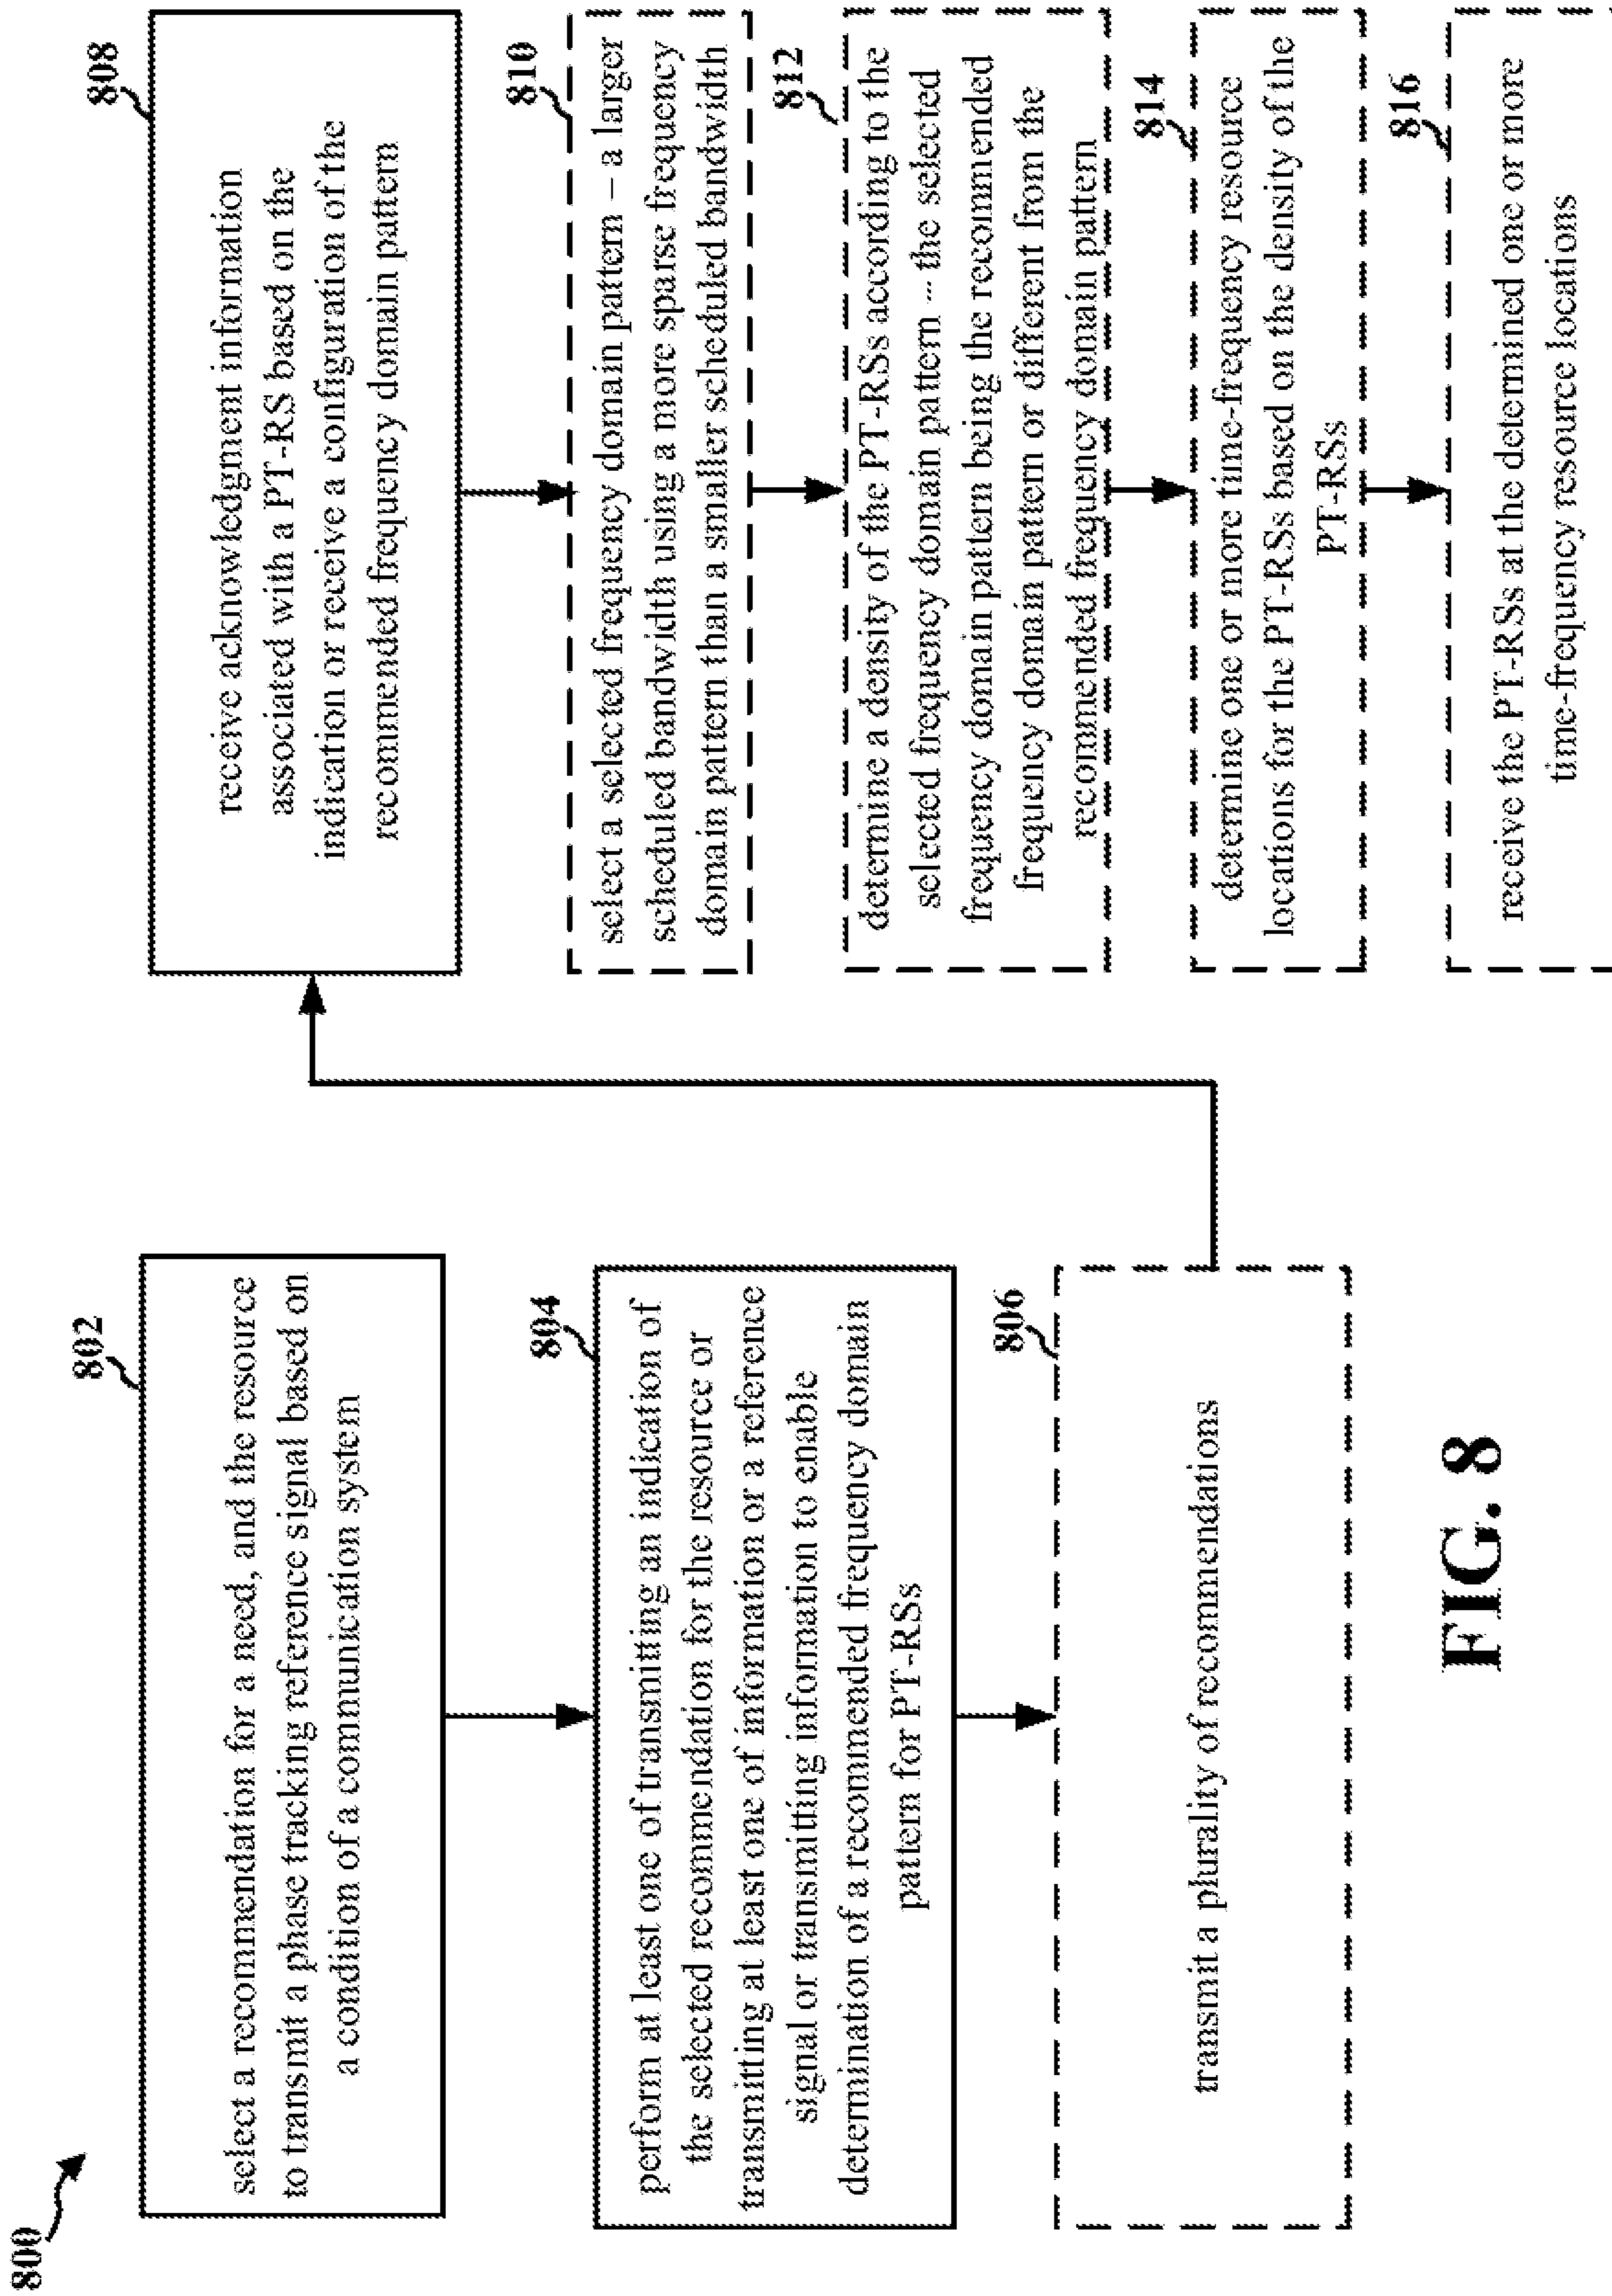 800
802
select a recommendation for a need, and the resource
to transmit a phase tracking reference signal based on
a condition of a communication system
804
perform at least one of transmitting an indication of
the selected recommendation for the resource or
transmitting at least one of information or a reference
signal or transmitting information to enable
determination of a recommended frequency domain
pattern for PT-RSs
806
transmit a plurality of recommendations
808
receive acknowledgment information
associated with a PT-RS based on the
indication or receive a configuration of the
recommended frequency domain pattern
810
select a selected frequency domain pattern – a larger
scheduled bandwidth using a more sparse frequency
domain pattern than a smaller scheduled bandwidth
812
determine a density of the PT-RSs according to the
selected frequency domain pattern -- the selected
frequency domain pattern being the recommended
frequency domain pattern or different from the
recommended frequency domain pattern
814
determine one or more time-frequency resource
locations for the PT-RSs based on the density of the
PT-RSs
816
receive the PT-RSs at the determined one or more
time-frequency resource locations
FIG. 8